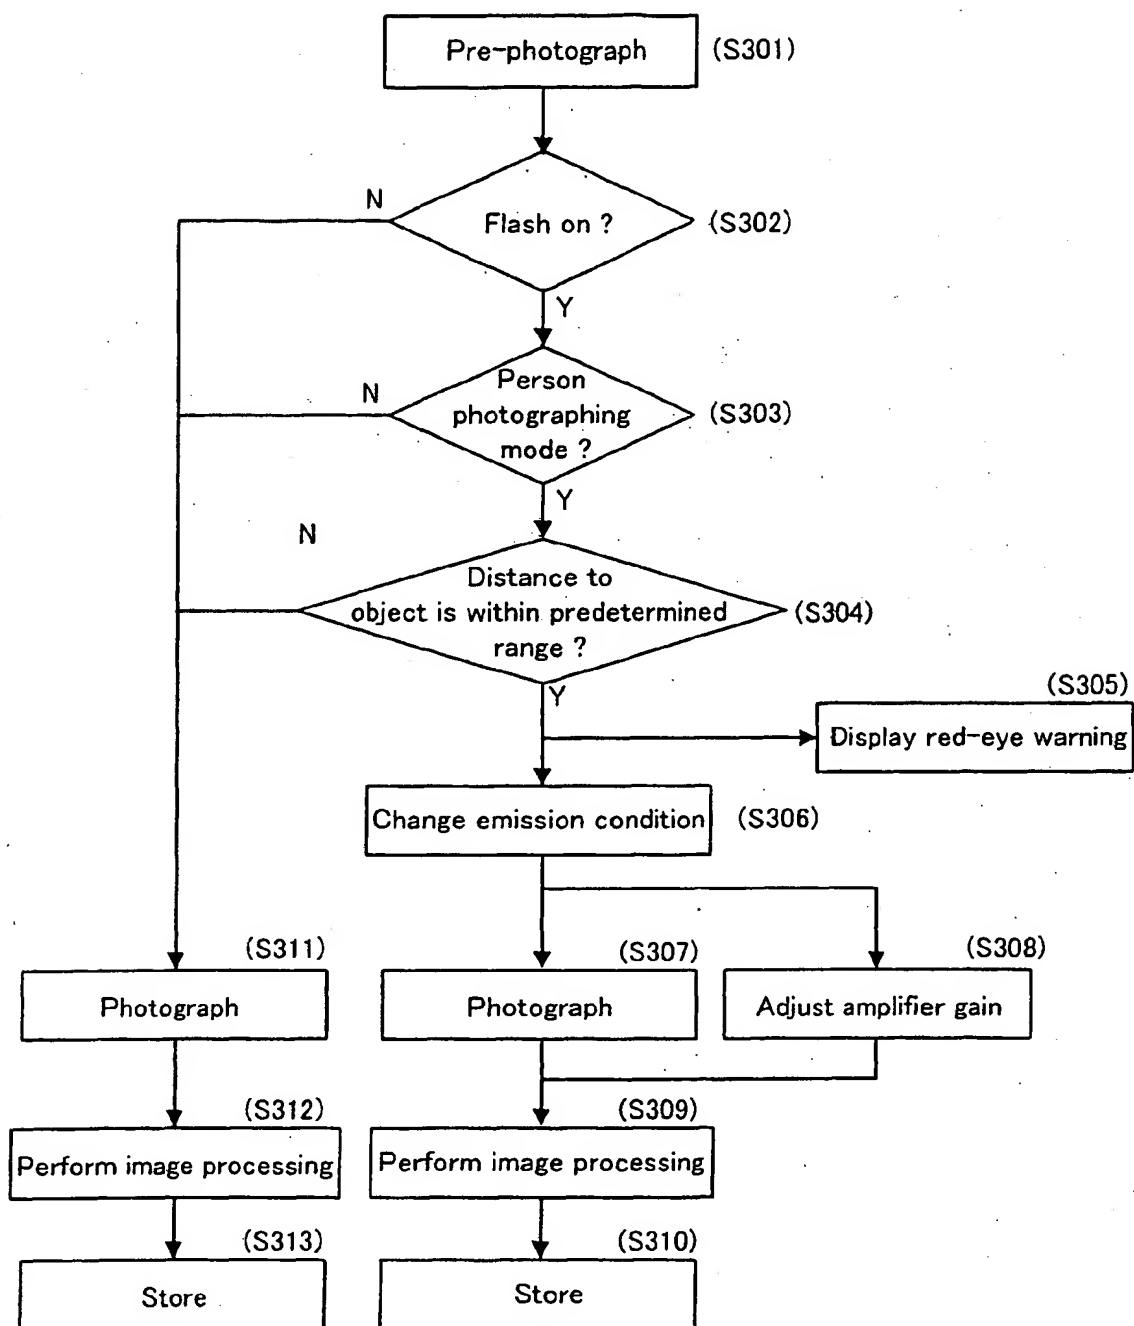 Pre-photograph (S301)
N
Flash on ? (S302)
Y
N
Person
photographing
mode ?
(S303)
Y
N
Distance to
object is within predetermined
range ?
(S304)
Y
(S305)
Display red-eye warning
Change emission condition (S306)
(S311) (S307) (S308)
Photograph Photograph Adjust amplifier gain
(S312) (S309)
Perform image processing Perform image processing
(S313) (S310)
Store Store